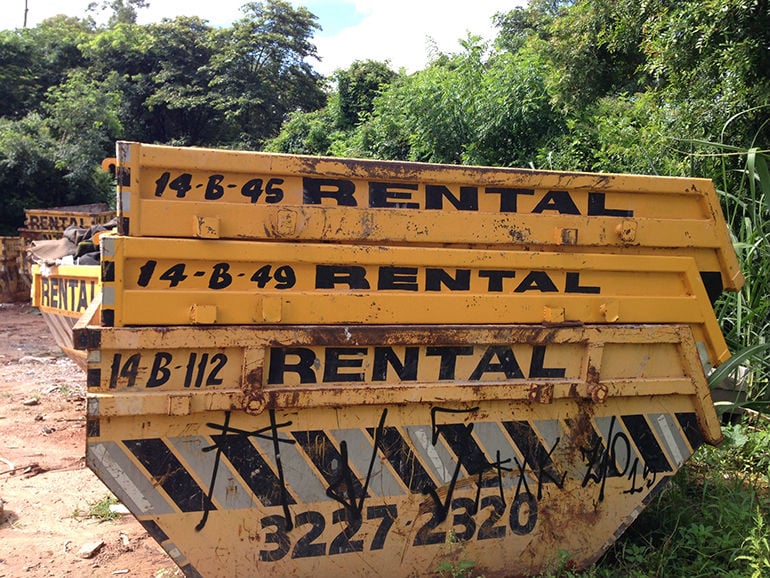 14-B-45 RENTAL
14-B-49 RENTAL
14-B-112 RENTAL
3227-2320
RENTAL
RENTAL